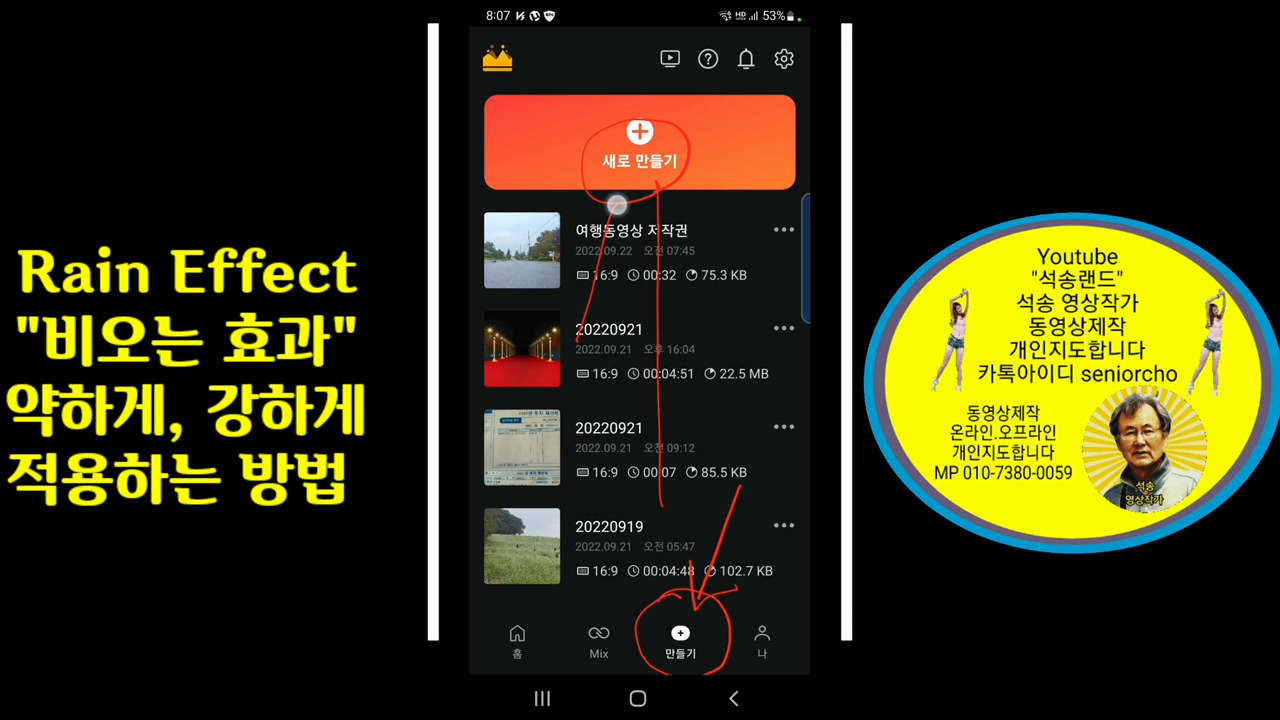 Rain Effect
"비오는 효과"
약하게, 강하게
적용하는 방법
8:07
HD
53%
새로 만들기
여행동영상 저작권
2022.09.22 오전 07:45
16:9 00:32 75.3 KB
20220921
2022.09.21 오후 16:04
16:9 00:04:51 22.5 MB
20220921
2022.09.21 오전 09:12
16:9 00:07 85.5 KB
20220919
2022.09.21 오전 05:47
16:9 00:04:48 102.7 KB
홈
Mix
만들기
나
Youtube
"석송랜드"
석송 영상작가
동영상제작
개인지도합니다
카톡아이디 seniorcho
동영상제작
온라인.오프라인
개인지도합니다
MP 010-7380-0059
석송
영상작가